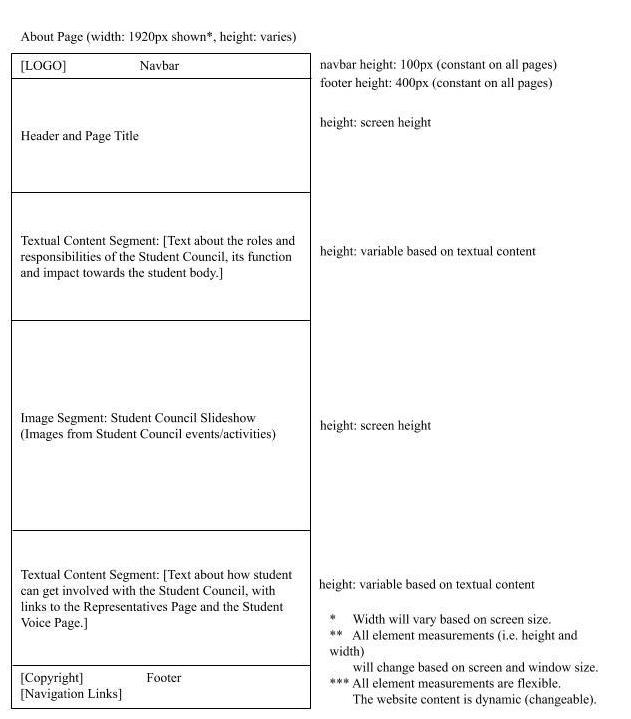 About Page (width: 1920px shown*, height: varies)
[LOGO] Navbar
navbar height: 100px (constant on all pages)
footer height: 400px (constant on all pages)
height: screen height
Header and Page Title
Textual Content Segment: [Text about the roles and
responsibilities of the Student Council, its function
and impact towards the student body.]
height: variable based on textual content
Image Segment: Student Council Slideshow
(Images from Student Council events/activities)
height: screen height
Textual Content Segment: [Text about how student
can get involved with the Student Council, with
links to the Representatives Page and the Student
Voice Page.]
height: variable based on textual content
* Width will vary based on screen size.
** All element measurements (i.e. height and
width)
will change based on screen and window size.
*** All element measurements are flexible.
The website content is dynamic (changeable).
[Copyright] Footer
[Navigation Links]